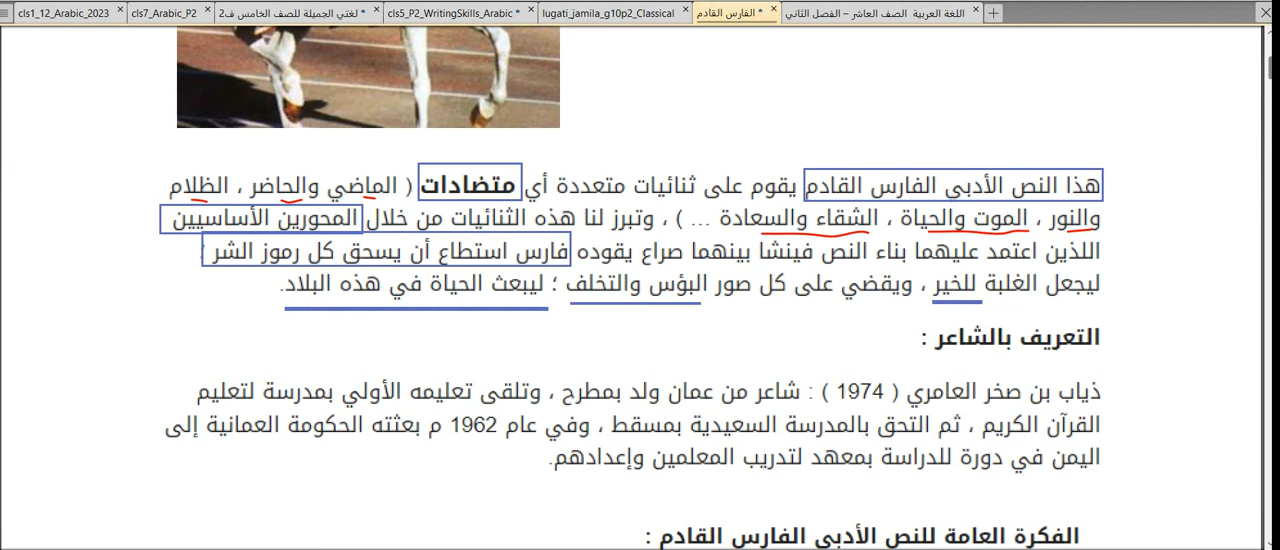 cls1_12_Arabic_2023 × cls7_Arabic_P2 × لغتي الجميلة للصف الخامس ف2 * × cls5_P2_WritingSkills_Arabic * × lugati_jamila_g10p2_Classical × الفارس القادم * × اللغة العربية الصف العاشر – الفصل الثاني ×
هذا النص الأدبي الفارس القادم يقوم على ثنائيات متعددة أي متضادات ( الماضي والحاضر ، الظلام
والنور ، الموت والحياة ، الشقاء والسعادة ... ) ، وتبرز لنا هذه الثنائيات من خلال المحورين الأساسيين
اللذين اعتمد عليهما بناء النص فينشا بينهما صراع يقوده فارس استطاع أن يسحق كل رموز الشر ؛
ليجعل الغلبة للخير ، ويقضي على كل صور البؤس والتخلف ؛ ليبعث الحياة في هذه البلاد.
التعريف بالشاعر :
ذياب بن صخر العامري ( 1974 ) : شاعر من عمان ولد بمطرح ، وتلقى تعليمه الأولي بمدرسة لتعليم
القرآن الكريم ، ثم التحق بالمدرسة السعيدية بمسقط ، وفي عام 1962 م بعثته الحكومة العمانية إلى
اليمن في دورة للدراسة بمعهد لتدريب المعلمين وإعدادهم.
الفكرة العامة للنص الأدبي الفارس القادم :